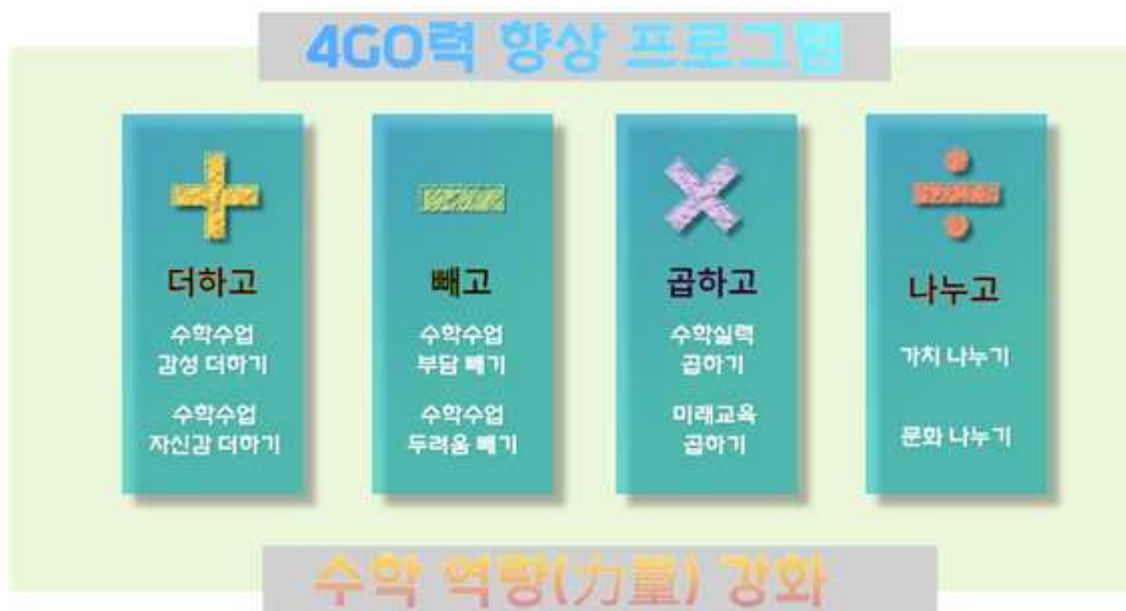 4GO력 향상 프로그램
더하고
수학수업
감성 더하기
수학수업
자신감 더하기
빼고
수학수업
부담 빼기
수학수업
두려움 빼기
곱하고
수학실력
곱하기
미래교육
곱하기
나누고
가치 나누기
문화 나누기
수학 역량(力量) 강화